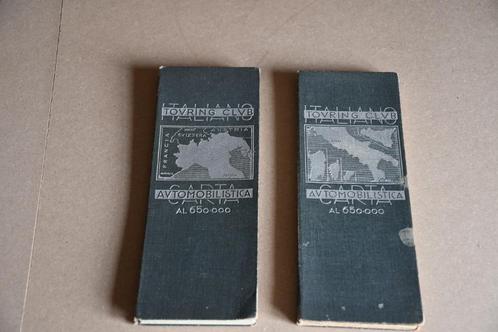 ITALIANO
TOVRING CLVB
FRANCIA
SVIZZERA
AVSTRIA
CARTA
AVTOMOBILISTICA
AL 650·000
ITALIANO
TOVRING CLVB
CARTA
AVTOMOBILISTICA
AL 650·000